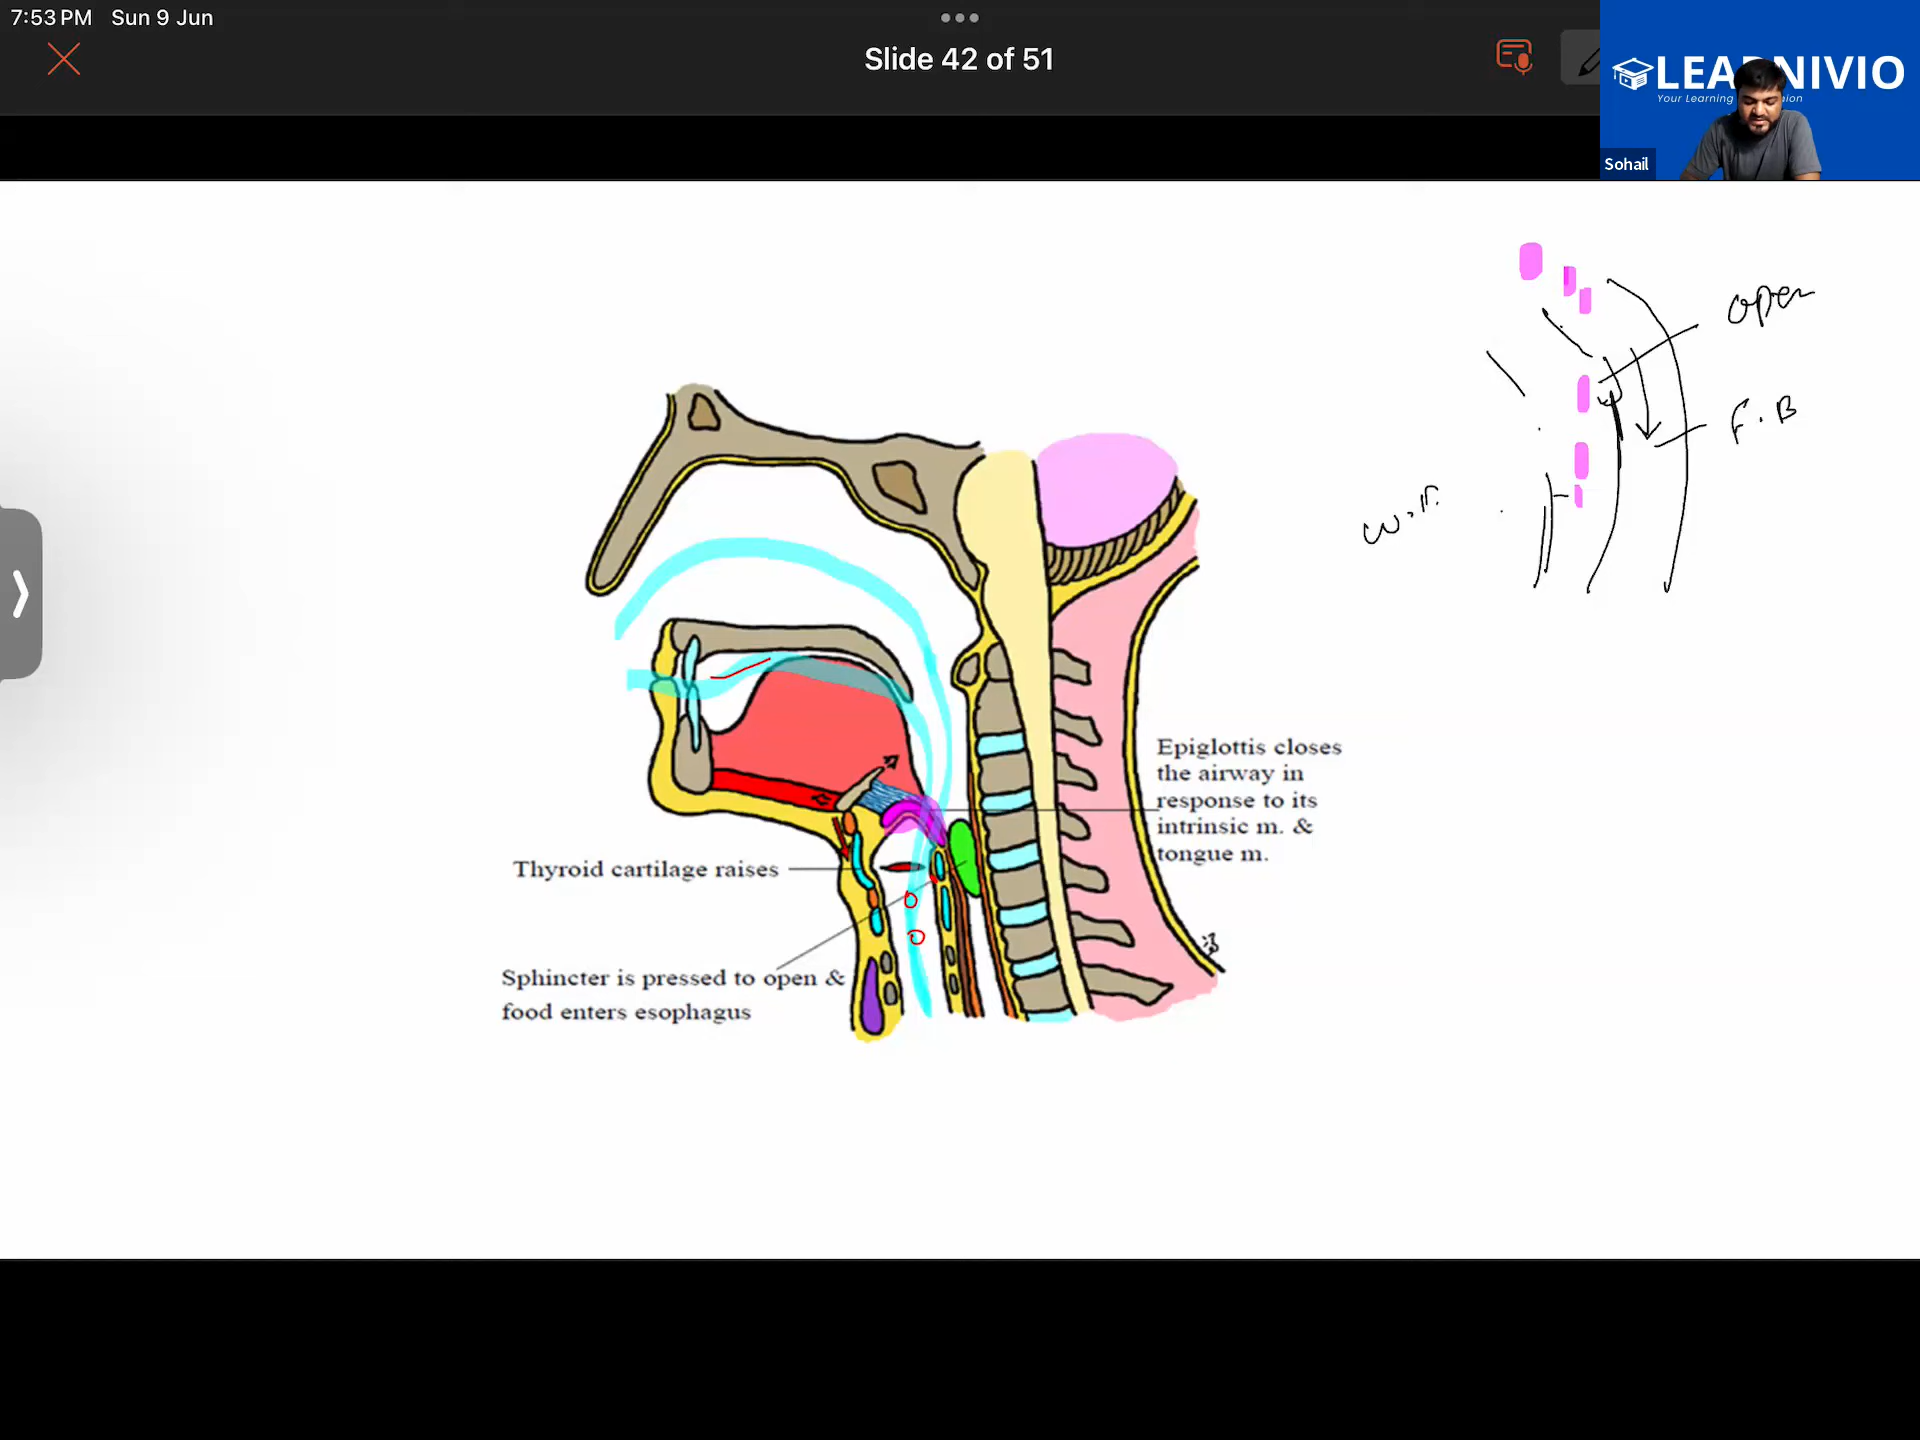 7:53 PM Sun 9 Jun
Slide 42 of 51
LEARNIVIO
Your Learning
Sohail
open
F.B
Epiglottis closes
the airway in
response to its
intrinsic m. &
tongue m.
Thyroid cartilage raises
Sphincter is pressed to open &
food enters esophagus